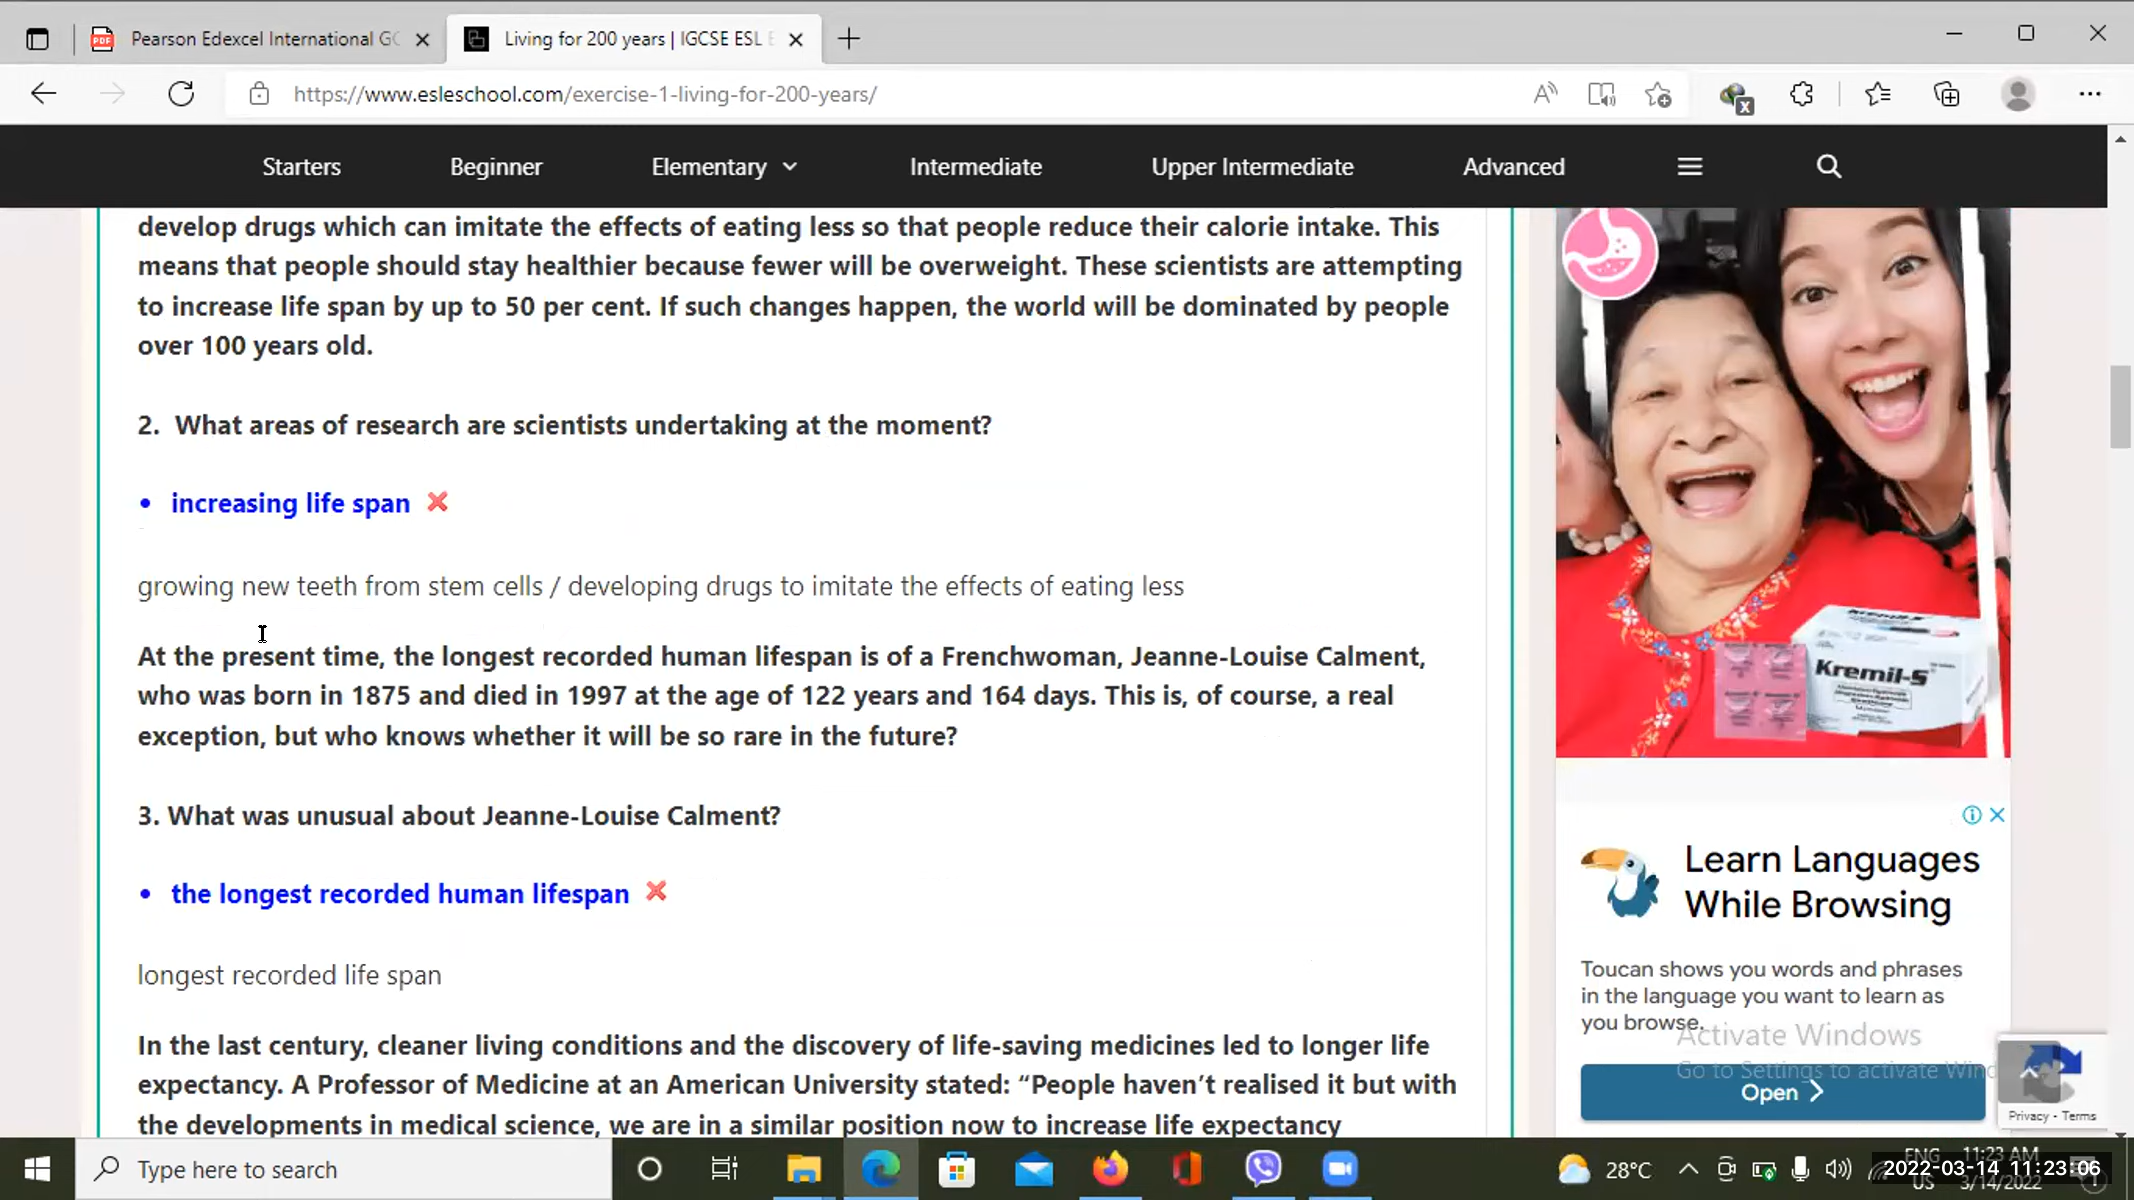 Pearson Edexcel International GC
Living for 200 years | IGCSE ESL E
https://www.esleschool.com/exercise-1-living-for-200-years/
Starters
Beginner
Elementary
Intermediate
Upper Intermediate
Advanced
develop drugs which can imitate the effects of eating less so that people reduce their calorie intake. This
means that people should stay healthier because fewer will be overweight. These scientists are attempting
to increase life span by up to 50 per cent. If such changes happen, the world will be dominated by people
over 100 years old.
2. What areas of research are scientists undertaking at the moment?
• increasing life span
growing new teeth from stem cells / developing drugs to imitate the effects of eating less
At the present time, the longest recorded human lifespan is of a Frenchwoman, Jeanne-Louise Calment,
who was born in 1875 and died in 1997 at the age of 122 years and 164 days. This is, of course, a real
exception, but who knows whether it will be so rare in the future?
3. What was unusual about Jeanne-Louise Calment?
• the longest recorded human lifespan
longest recorded life span
In the last century, cleaner living conditions and the discovery of life-saving medicines led to longer life
expectancy. A Professor of Medicine at an American University stated: “People haven’t realised it but with
the developments in medical science, we are in a similar position now to increase life expectancy
Kremil-S
Learn Languages
While Browsing
Toucan shows you words and phrases
in the language you want to learn as
you browse.
Activate Windows
Go to Settings to activate Wind
Open
Privacy - Terms
Type here to search
28°C
ENG
US
11:23 AM
3/14/2022
2022-03-14 11:23:06